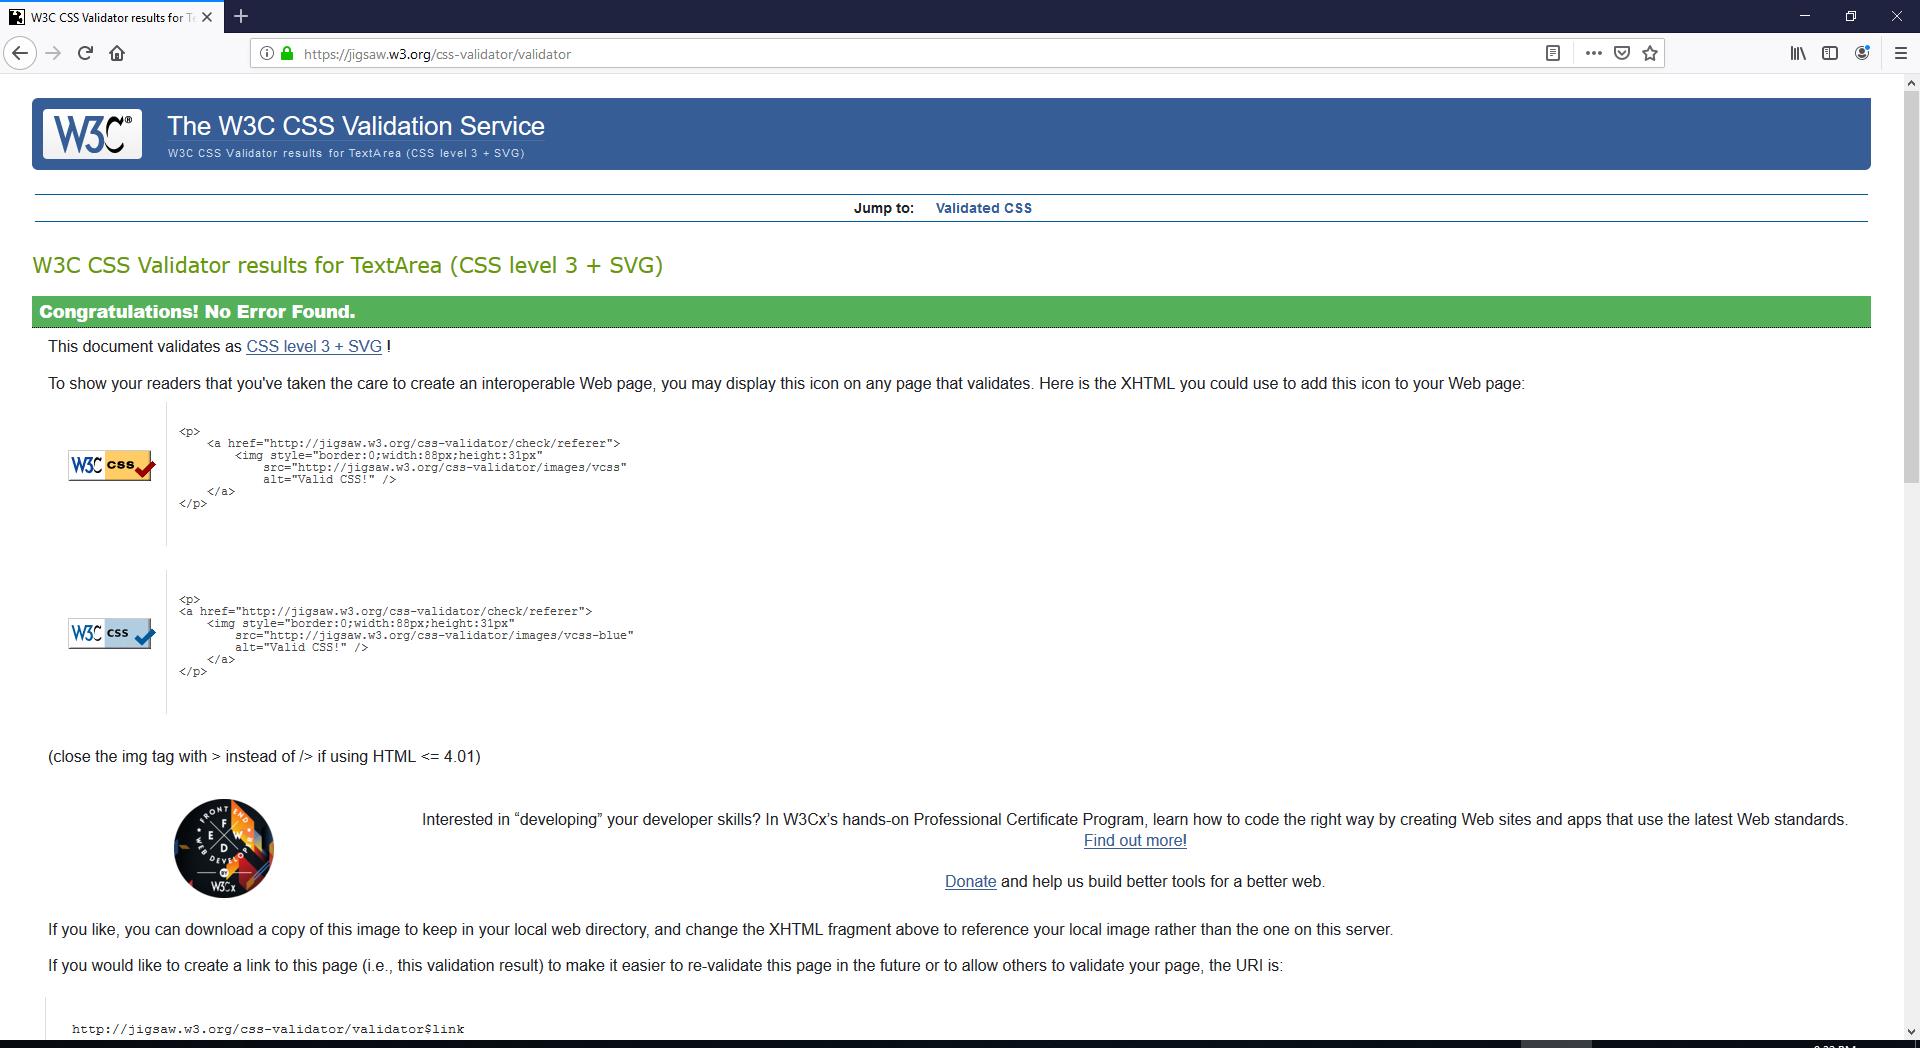 W3C CSS Validator results for Te
https://jigsaw.w3.org/css-validator/validator
W3C®
The W3C CSS Validation Service
W3C CSS Validator results for TextArea (CSS level 3 + SVG)
Jump to: Validated CSS
W3C CSS Validator results for TextArea (CSS level 3 + SVG)
Congratulations! No Error Found.
This document validates as CSS level 3 + SVG !
To show your readers that you've taken the care to create an interoperable Web page, you may display this icon on any page that validates. Here is the XHTML you could use to add this icon to your Web page:
W3C css
<p>
<a href="http://jigsaw.w3.org/css-validator/check/referer">
<img style="border:0;width:88px;height:31px"
src="http://jigsaw.w3.org/css-validator/images/vcss"
alt="Valid CSS!" />
</a>
</p>
W3C css
<p>
<a href="http://jigsaw.w3.org/css-validator/check/referer">
<img style="border:0;width:88px;height:31px"
src="http://jigsaw.w3.org/css-validator/images/vcss-blue"
alt="Valid CSS!" />
</a>
</p>
(close the img tag with > instead of /> if using HTML <= 4.01)
FRONT END
F
E W
D
WEB DEVELOPER
BY
W3Cx
Interested in “developing” your developer skills? In W3Cx’s hands-on Professional Certificate Program, learn how to code the right way by creating Web sites and apps that use the latest Web standards.
Find out more!
Donate and help us build better tools for a better web.
If you like, you can download a copy of this image to keep in your local web directory, and change the XHTML fragment above to reference your local image rather than the one on this server.
If you would like to create a link to this page (i.e., this validation result) to make it easier to re-validate this page in the future or to allow others to validate your page, the URI is:
http://jigsaw.w3.org/css-validator/validator$link